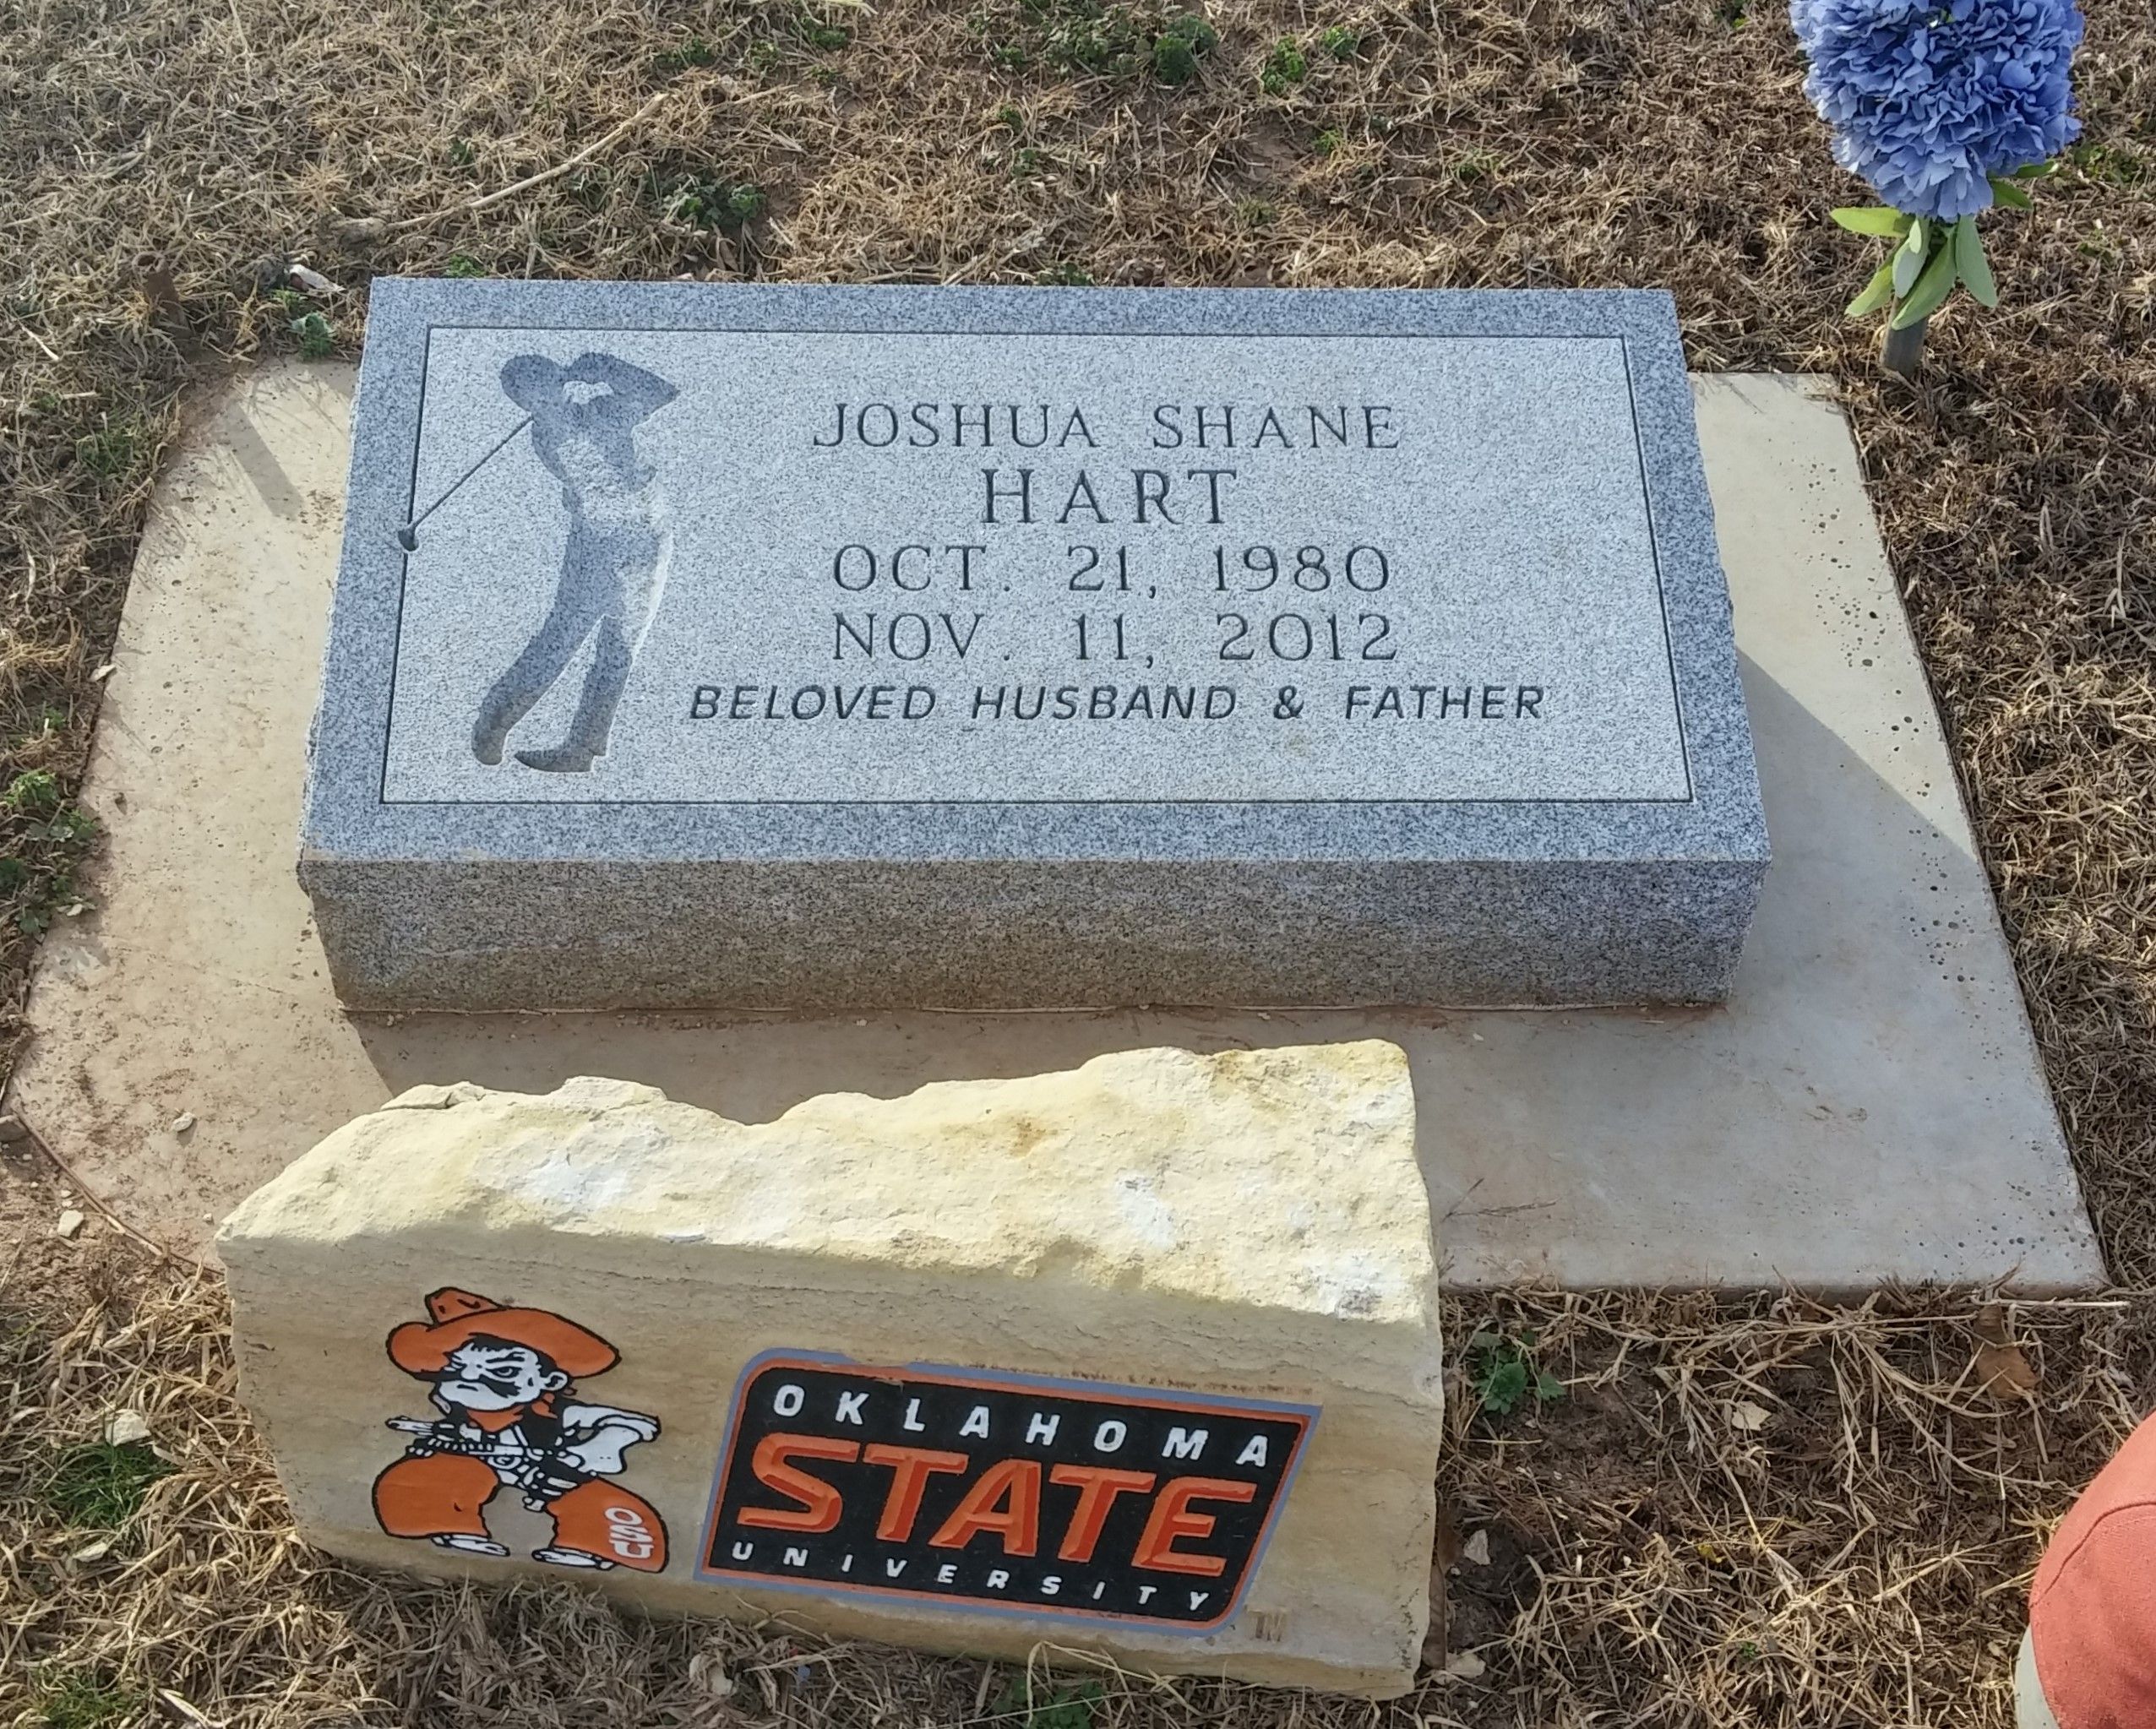 JOSHUA SHANE
HART
OCT. 21, 1980
NOV. 11, 2012
BELOVED HUSBAND & FATHER
OSU
OKLAHOMA
STATE
UNIVERSITY
TM